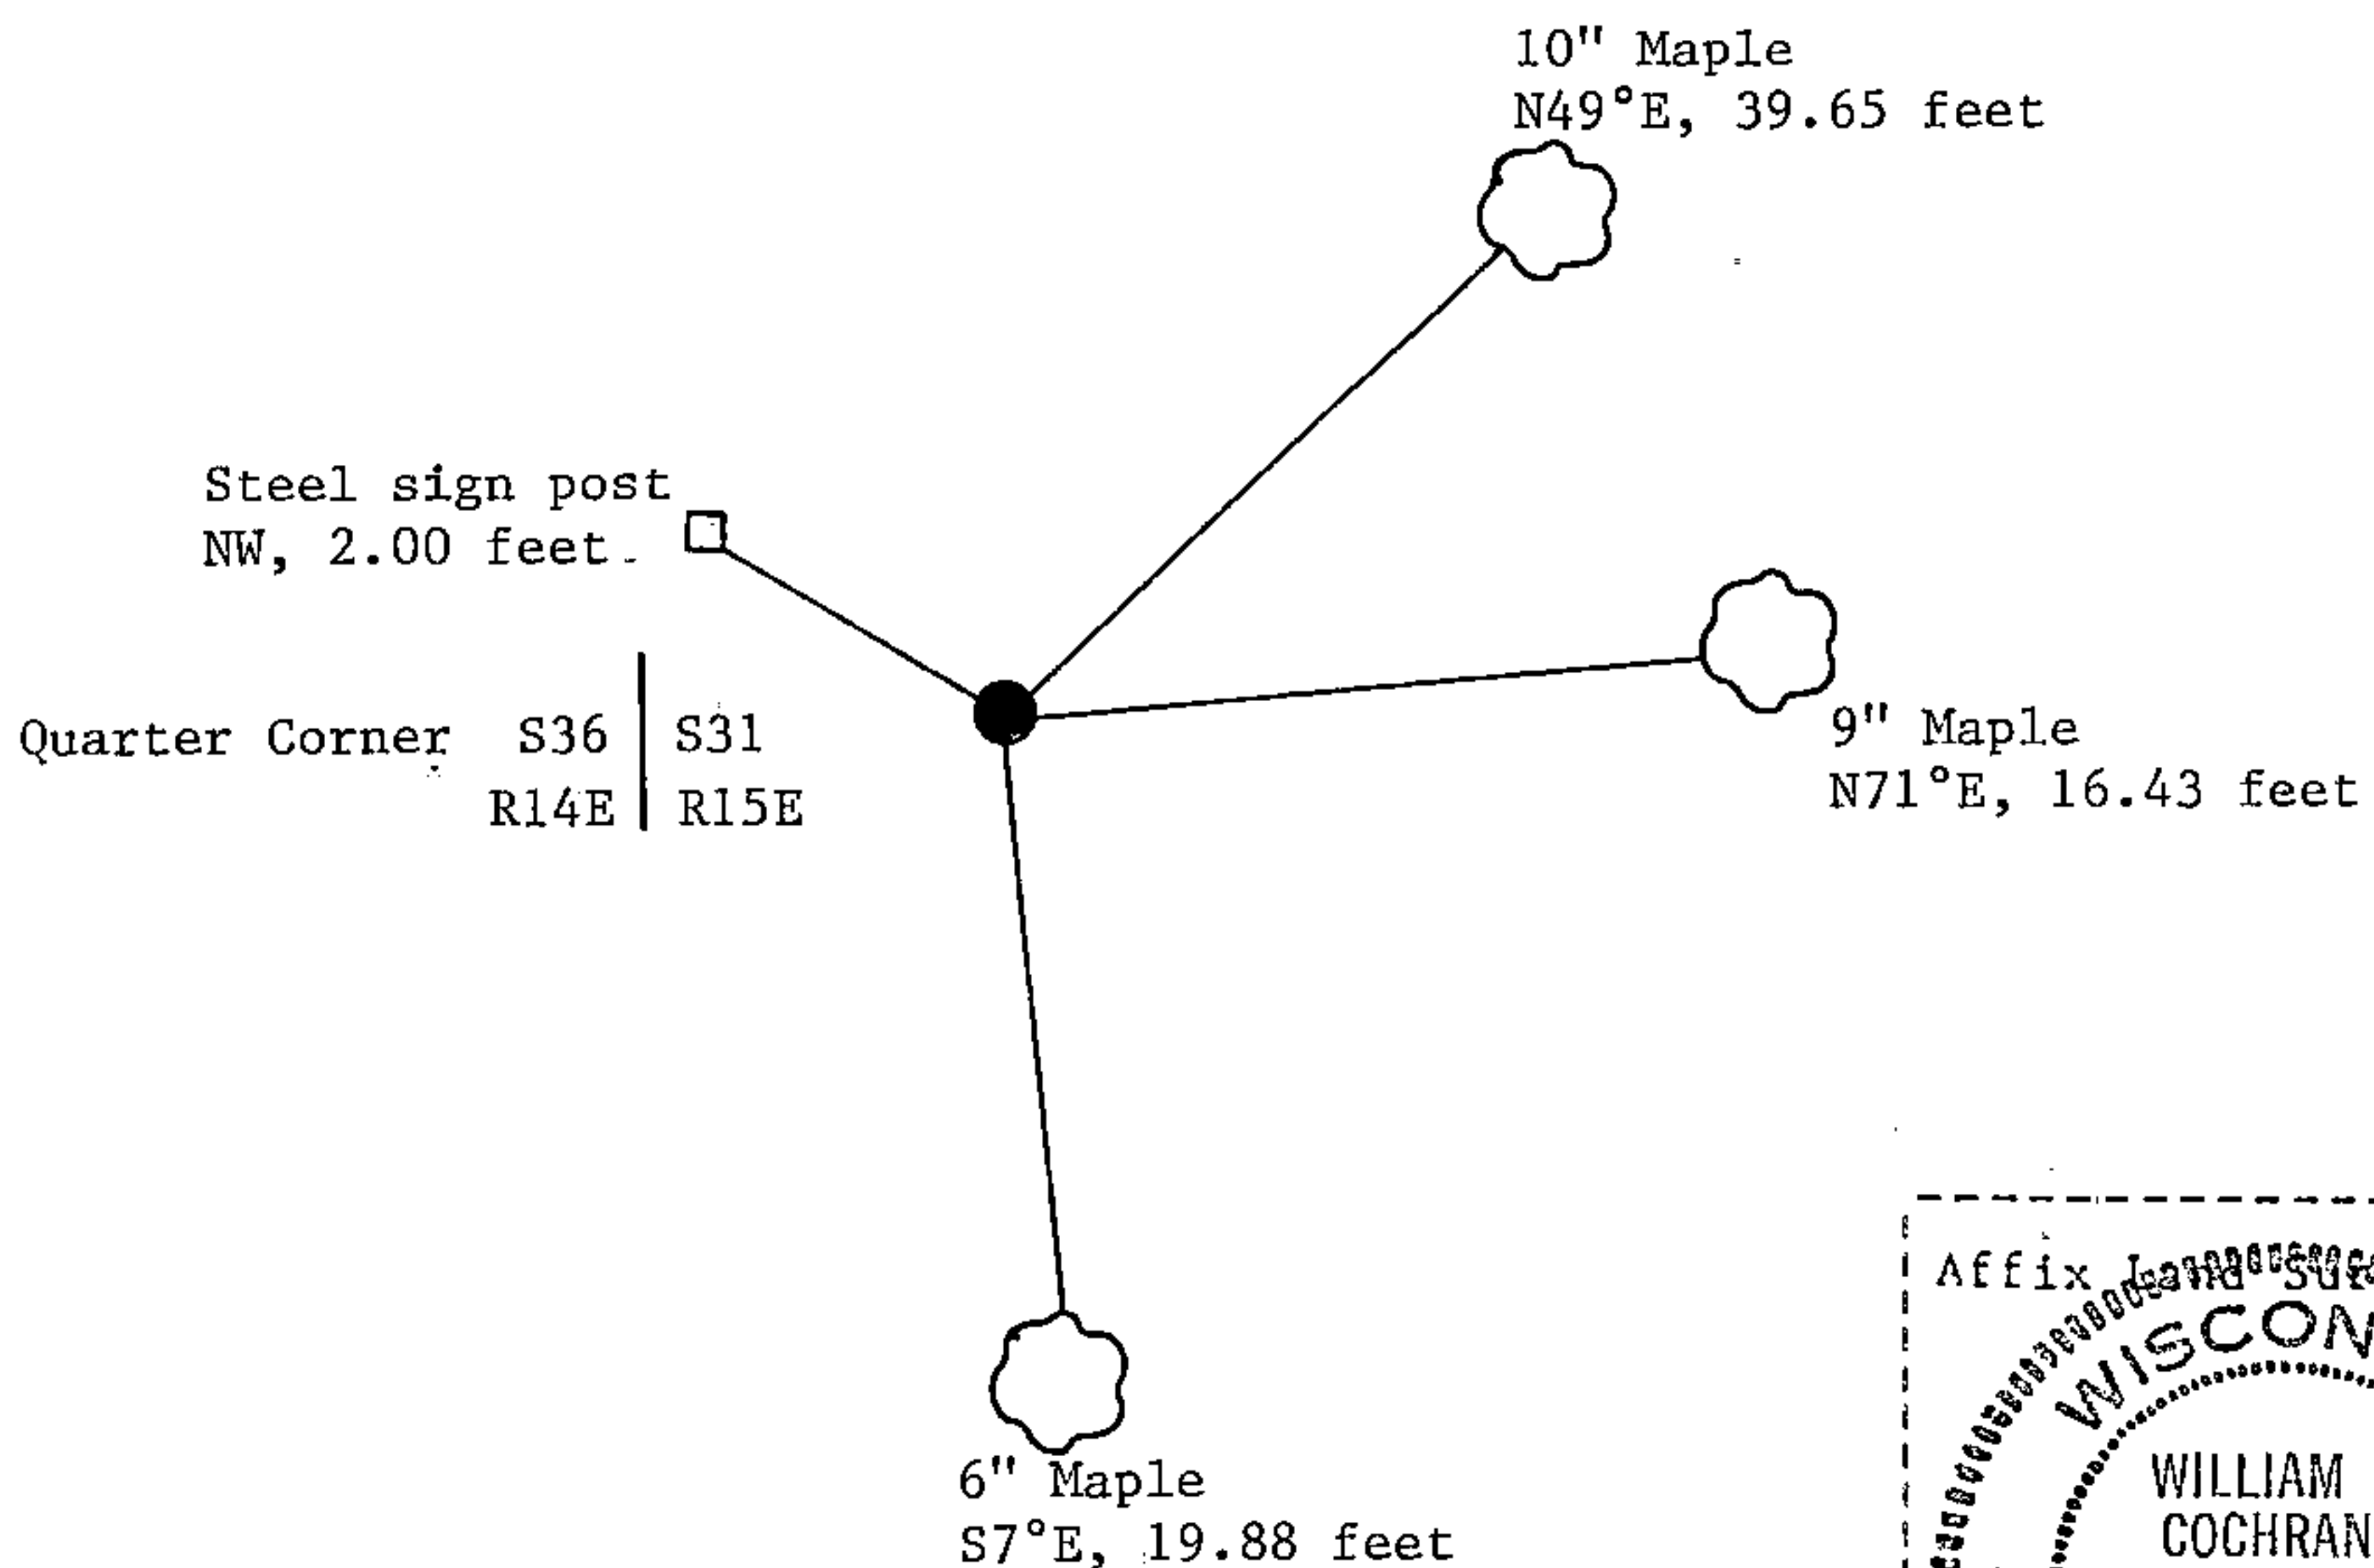 10" Maple
N49°E, 39.65 feet
Steel sign post
NW, 2.00 feet
Quarter Corner S36 | S31
R14E | R15E
9" Maple
N71°E, 16.43 feet
6" Maple
S7°E, 19.88 feet
Affix Land
WISCON
WILLIAM
COCHRAN